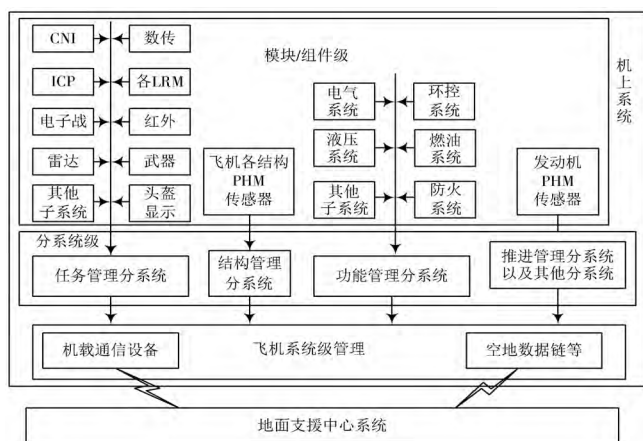 CNI
数传
模块/组件级
机上系统
ICP
各LRM
电气
系统
环控
系统
电子战
红外
液压
系统
燃油
系统
雷达
武器
飞机各结构
PHM
传感器
发动机
PHM
传感器
其他
子系统
头盔
显示
其他
子系统
防火
系统
分系统级
任务管理分系统
结构管理
分系统
功能管理分系统
推进管理分系统
以及其他分系统
机载通信设备
飞机系统级管理
空地数据链等
地面支援中心系统